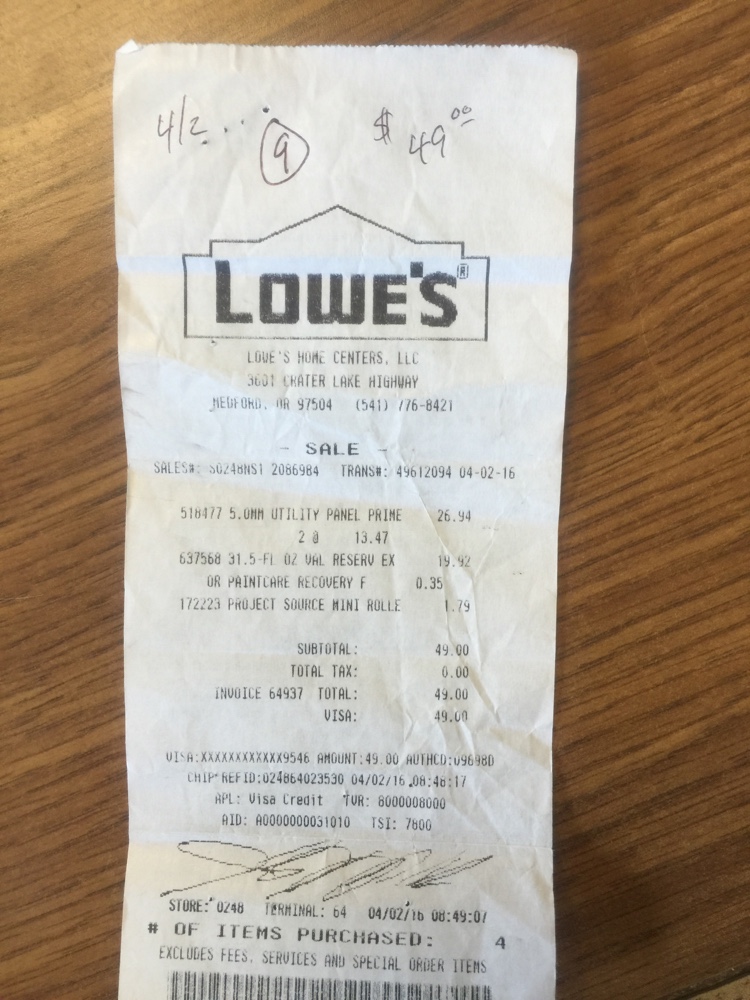 4/2... 9 $ 49.00
LOWE'S®
LOWE'S HOME CENTERS, LLC
3601 CRATER LAKE HIGHWAY
MEDFORD, OR 97504 (541) 776-8421
- SALE -
SALES#: S0248NS1 2086984 TRANS#: 49612094 04-02-16
518477 5.0MM UTILITY PANEL PRIME 26.94
2 @ 13.47
637568 31.5-FL OZ VAL RESERV EX 19.92
OR PAINTCARE RECOVERY F 0.35
172223 PROJECT SOURCE MINI ROLLE 1.79
SUBTOTAL: 49.00
TOTAL TAX: 0.00
INVOICE 64937 TOTAL: 49.00
VISA: 49.00
VISA:XXXXXXXXXXXX9546 AMOUNT:49.00 AUTHCD:09698D
CHIP REFID:024864023530 04/02/16 08:48:17
APL: Visa Credit TVR: 8000008000
AID: A0000000031010 TSI: 7800
STORE: 0248 TERMINAL: 64 04/02/16 08:49:07
# OF ITEMS PURCHASED: 4
EXCLUDES FEES, SERVICES AND SPECIAL ORDER ITEMS